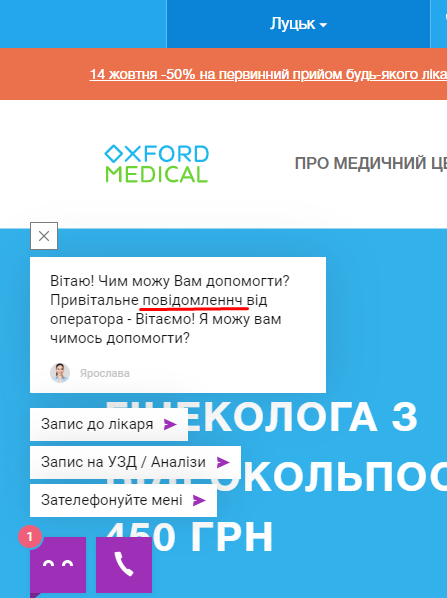 Луцьк
14 жовтня -50% на первинний прийом будь-якого ліка
OXFORD
MEDICAL
ПРО МЕДИЧНИЙ ЦЕ
Вітаю! Чим можу Вам допомогти?
Привітальне повідомленнч від
оператора - Вітаємо! Я можу вам
чимось допомогти?
Ярослава
ГІНЕКОЛОГА З
Запис до лікаря
Запис на УЗД / Аналізи
Зателефонуйте мені
450 ГРН
1